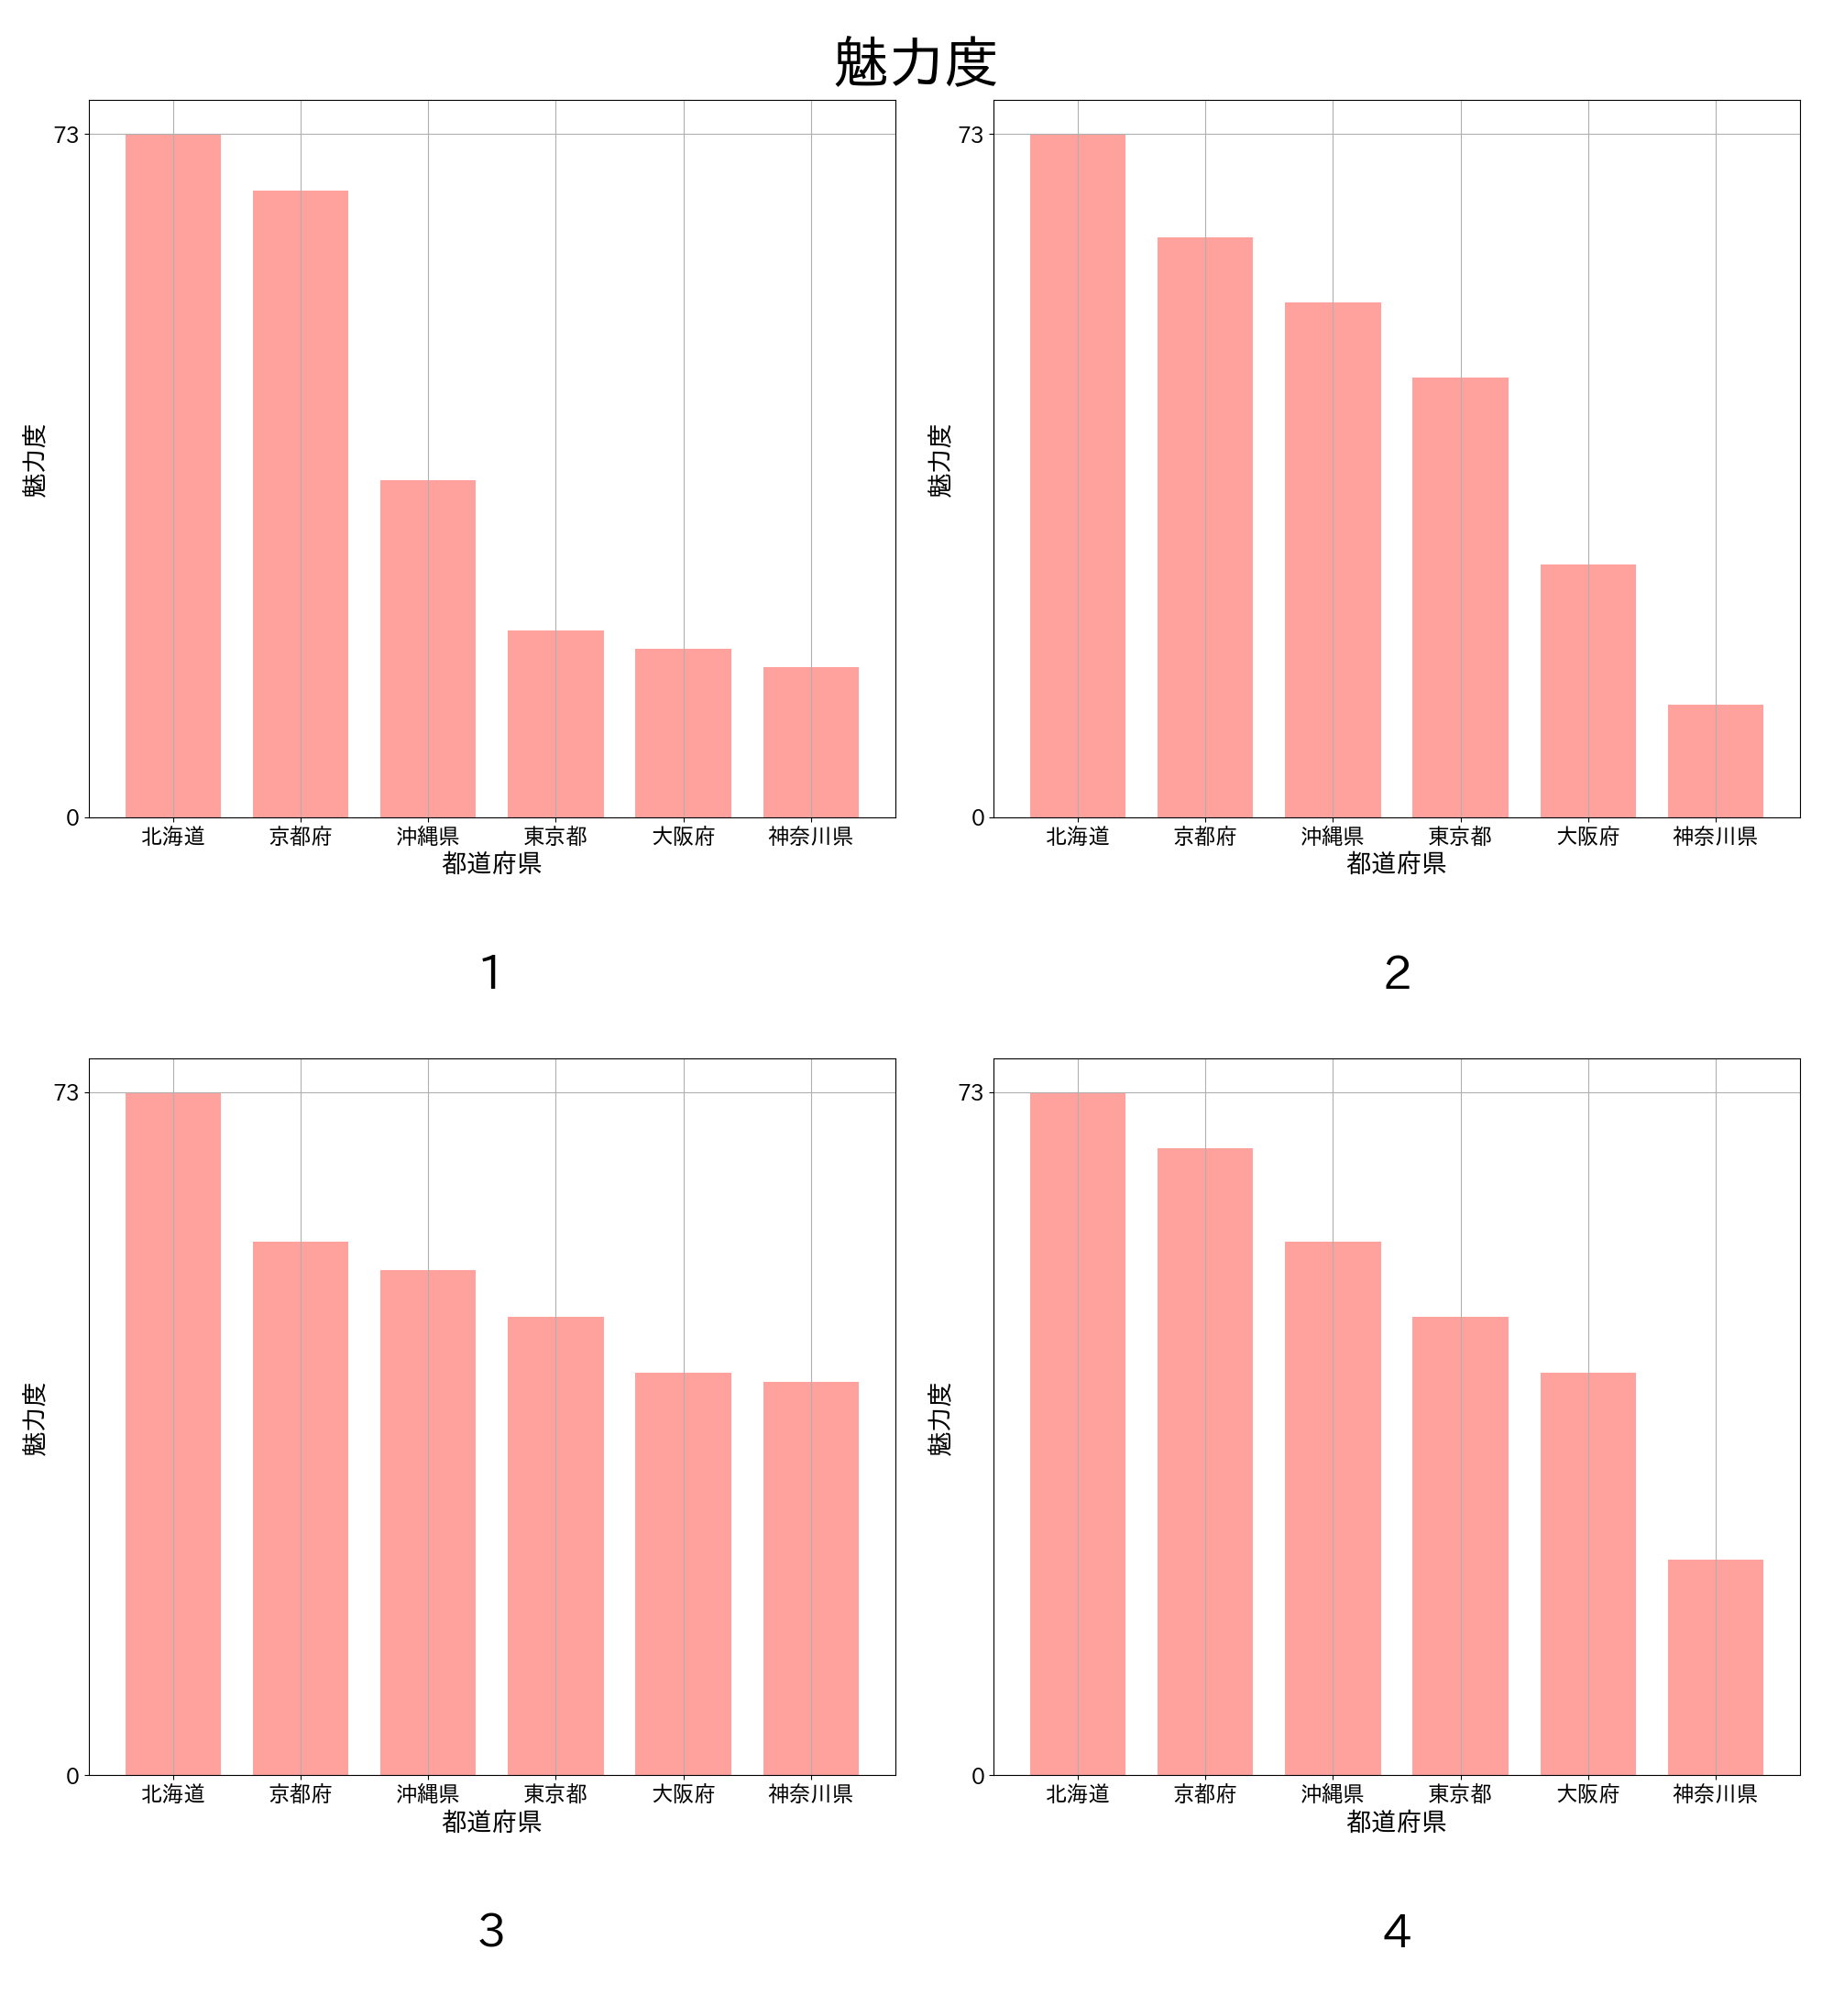 魅力度
73
0
魅力度
北海道 京都府 沖縄県 東京都 大阪府 神奈川県
都道府県
1
73
0
魅力度
北海道 京都府 沖縄県 東京都 大阪府 神奈川県
都道府県
2
73
0
魅力度
北海道 京都府 沖縄県 東京都 大阪府 神奈川県
都道府県
3
73
0
魅力度
北海道 京都府 沖縄県 東京都 大阪府 神奈川県
都道府県
4